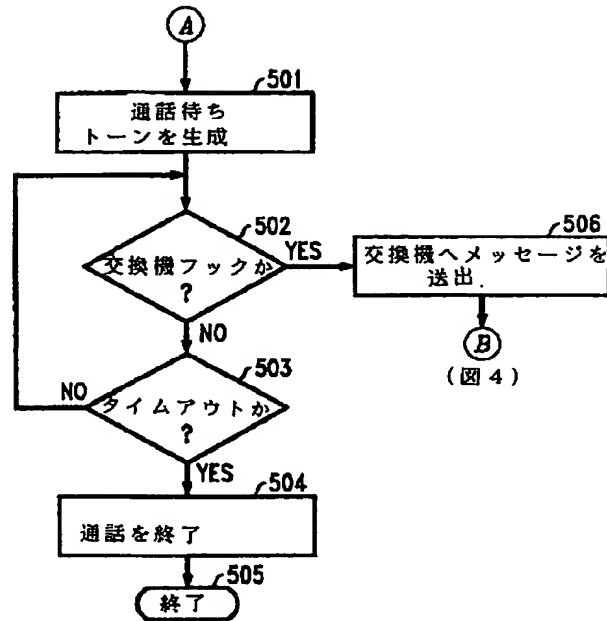 A
501
通話待ち
トーンを生成
502
交換機フックか
?
YES
506
交換機へメッセージを
送出.
B
(図4)
NO
503
タイムアウトか
?
NO
YES
504
通話を終了
505
終了